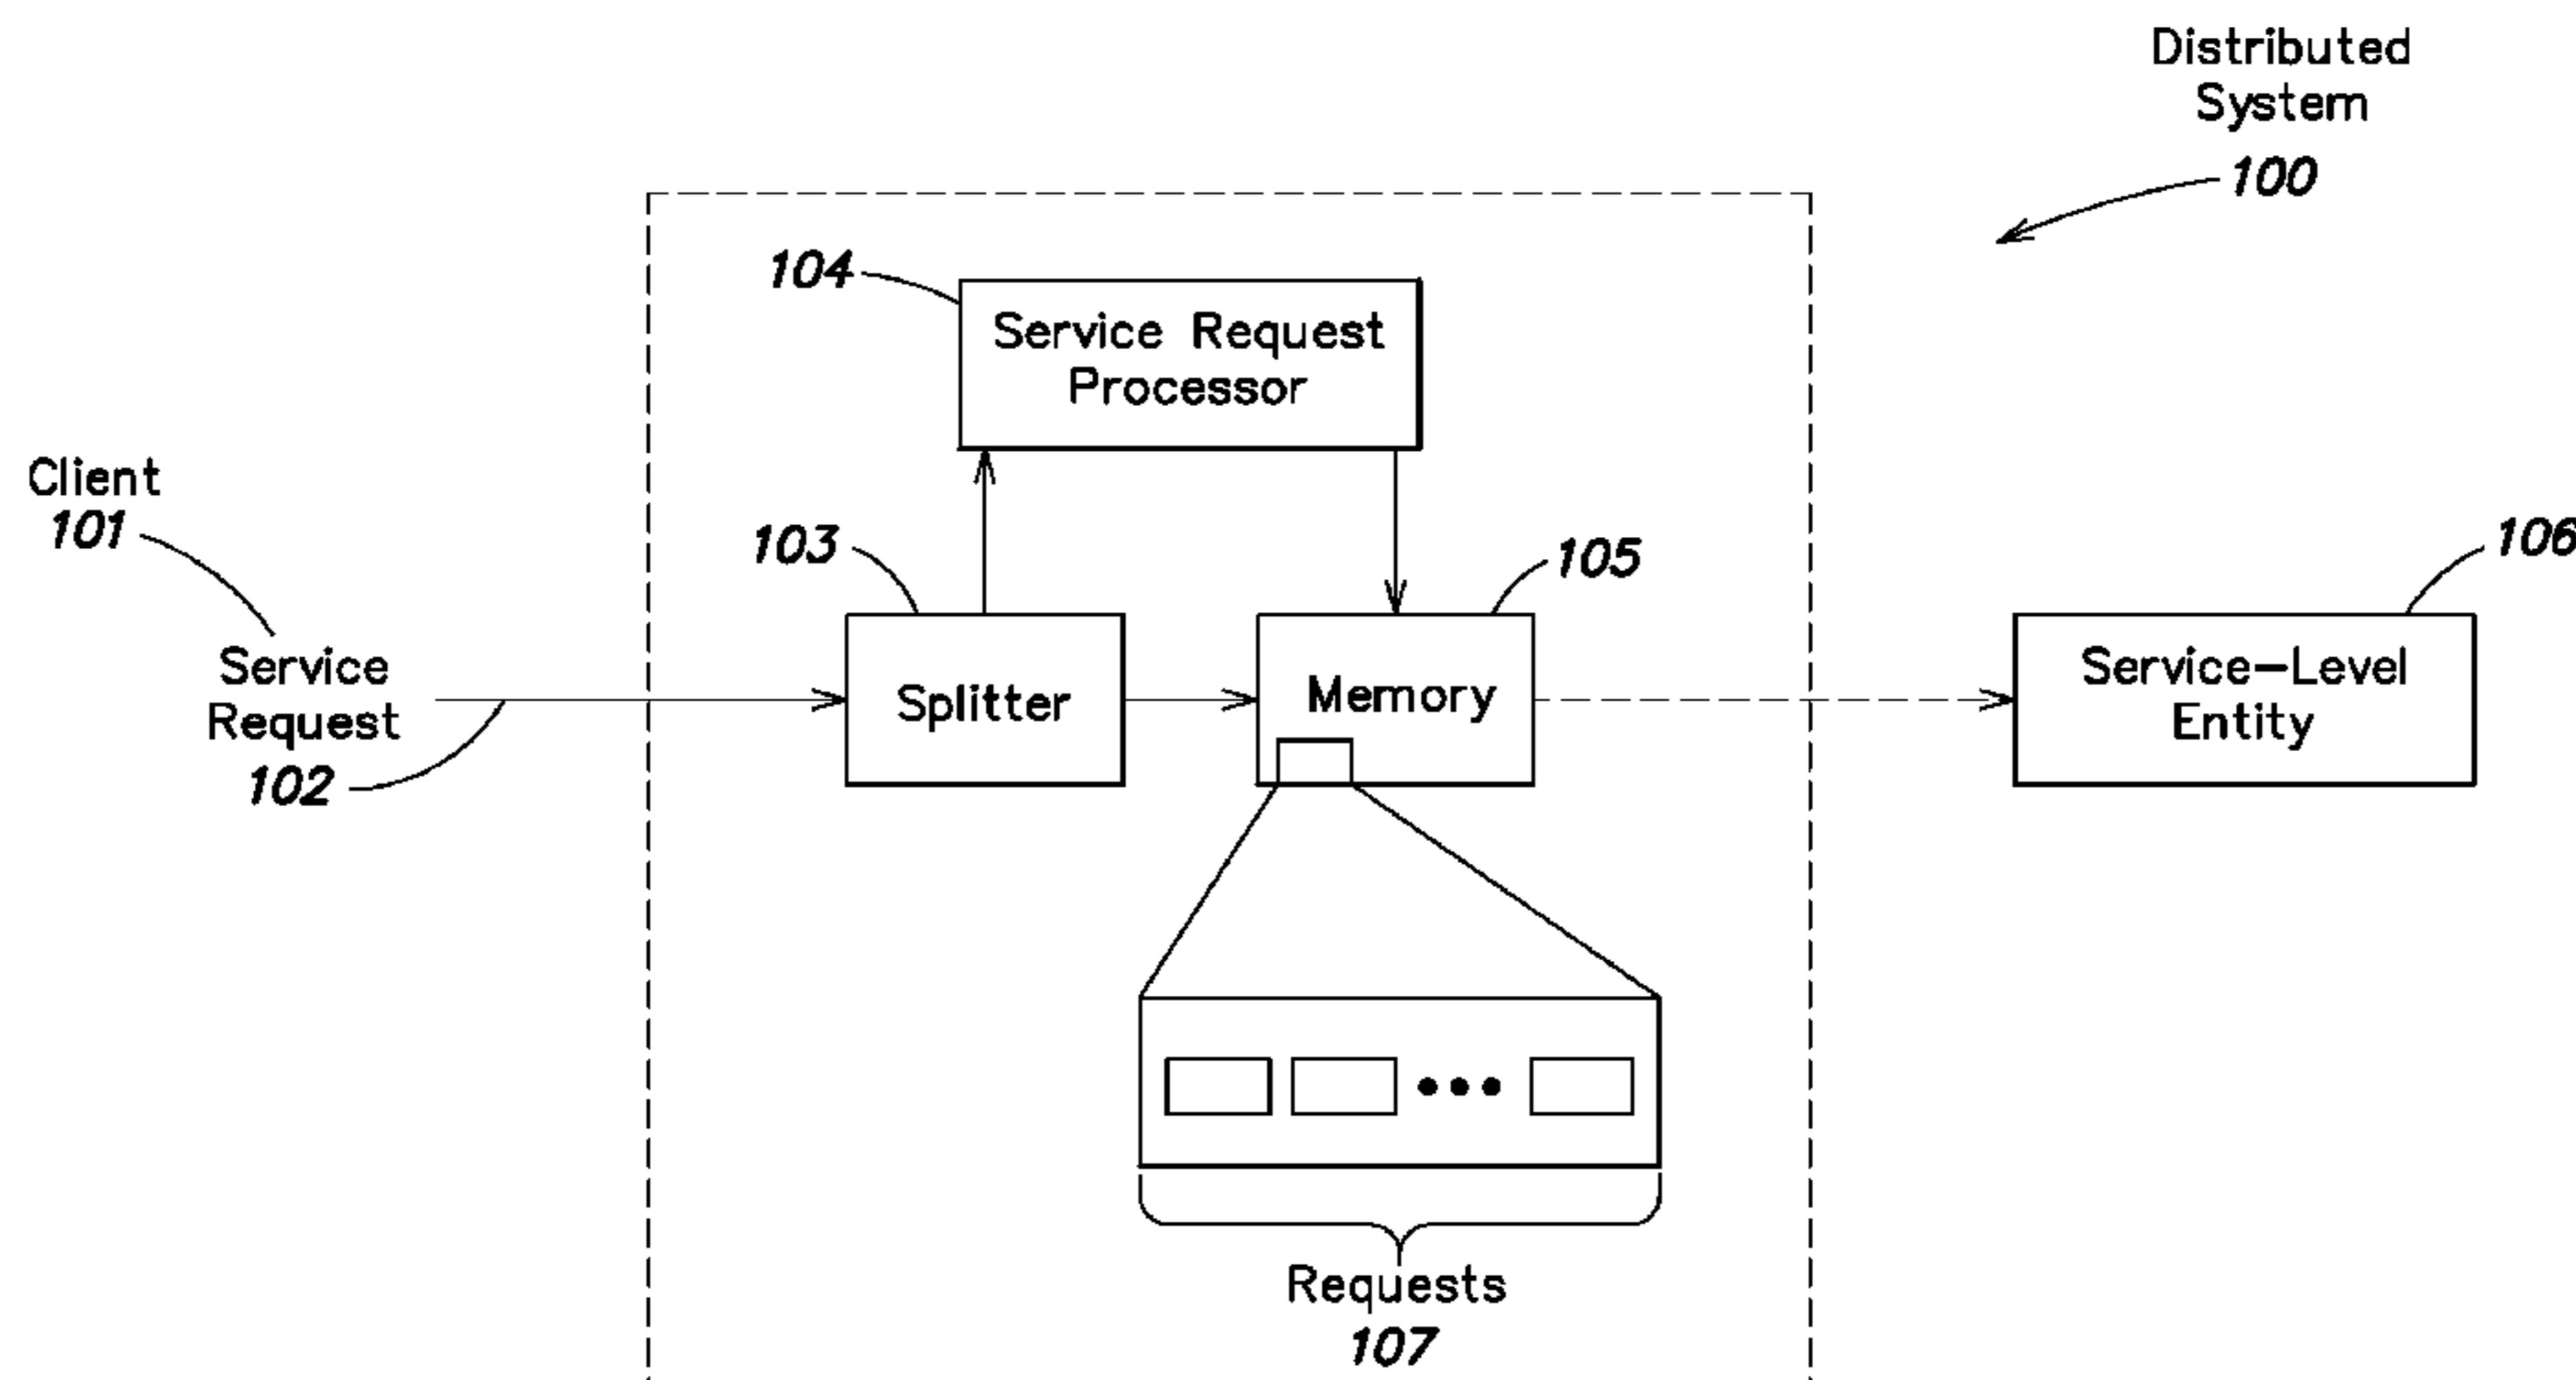 Distributed
System
100
104
Service Request
Processor
Client
101
103
105
106
Service
Request
102
Splitter
Memory
Service-Level
Entity
Requests
107